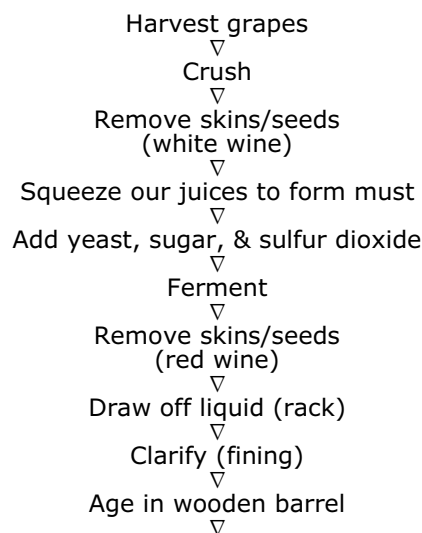 Harvest grapes
∇
Crush
∇
Remove skins/seeds
(white wine)
∇
Squeeze our juices to form must
∇
Add yeast, sugar, & sulfur dioxide
∇
Ferment
∇
Remove skins/seeds
(red wine)
∇
Draw off liquid (rack)
∇
Clarify (fining)
∇
Age in wooden barrel
∇